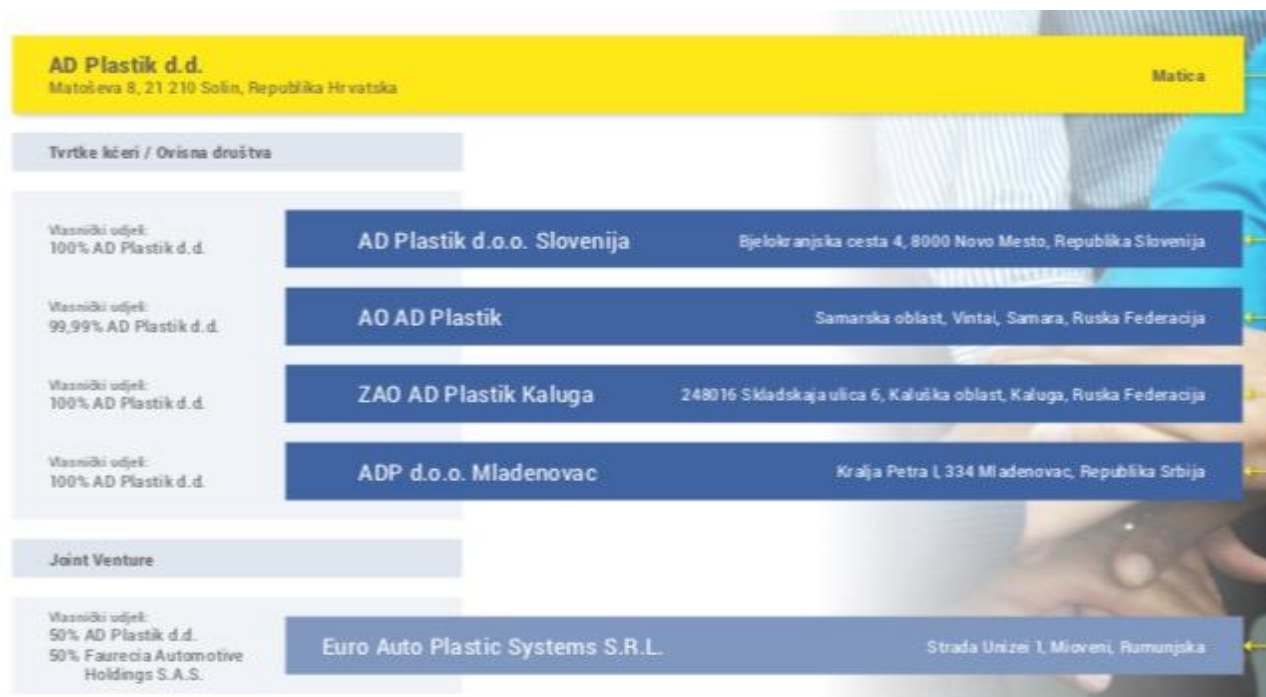 AD Plastik d.d.
Matoševa 8, 21 210 Solin, Republika Hrvatska
Matica
Tvrtke kćeri / Ovisna društva
Vlasnički udjel:
100% AD Plastik d.d.
AD Plastik d.o.o. Slovenija
Bjelokranjska cesta 4, 8000 Novo Mesto, Republika Slovenija
Vlasnički udjel:
99,99% AD Plastik d.d.
AO AD Plastik
Samarska oblast, Vintai, Samara, Ruska Federacija
Vlasnički udjel:
100% AD Plastik d.d.
ZAO AD Plastik Kaluga
248016 Skladskaja ulica 6, Kaluška oblast, Kaluga, Ruska Federacija
Vlasnički udjel:
100% AD Plastik d.d.
ADP d.o.o. Mladenovac
Kralja Petra I, 334 Mladenovac, Republika Srbija
Joint Venture
Vlasnički udjel:
50% AD Plastik d.d.
50% Faurecia Automotive
Holdings S.A.S.
Euro Auto Plastic Systems S.R.L.
Strada Unizei 1, Mioveni, Rumunjska